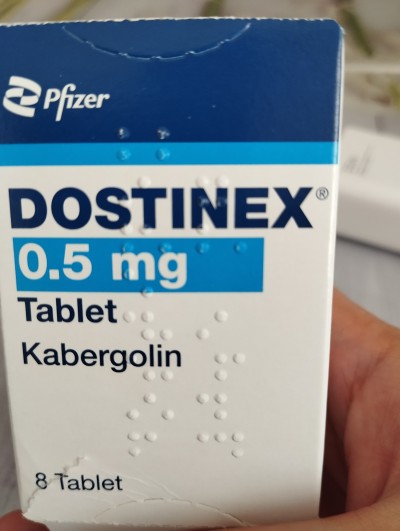 Pfizer
DOSTINEX®
0.5 mg
Tablet
Kabergolin
8 Tablet